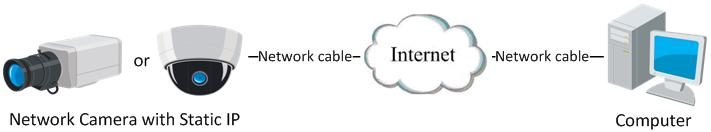 or
Network cable
Internet
Network cable
Network Camera with Static IP
Computer